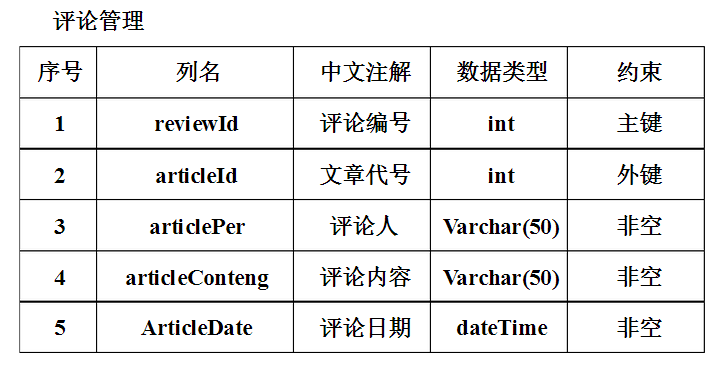 评论管理
序号 列名 中文注解 数据类型 约束
1 reviewId 评论编号 int 主键
2 articleId 文章代号 int 外键
3 articlePer 评论人 Varchar(50) 非空
4 articleConteng 评论内容 Varchar(50) 非空
5 ArticleDate 评论日期 dateTime 非空